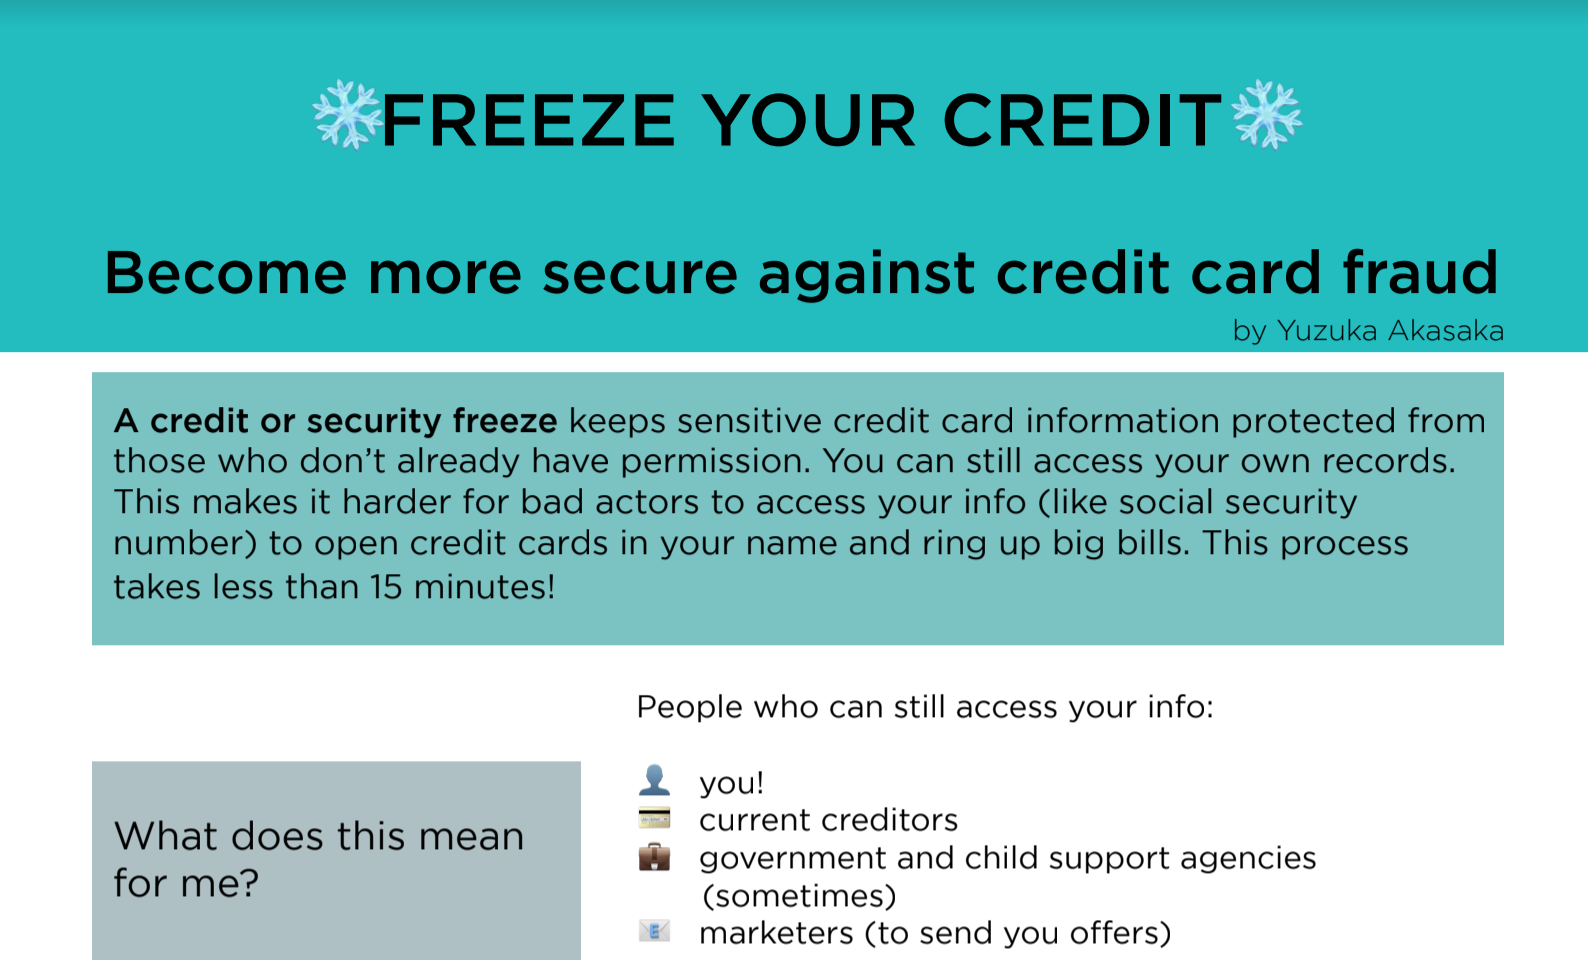 ❄️FREEZE YOUR CREDIT❄️
Become more secure against credit card fraud
by Yuzuka Akasaka
A credit or security freeze keeps sensitive credit card information protected from
those who don’t already have permission. You can still access your own records.
This makes it harder for bad actors to access your info (like social security
number) to open credit cards in your name and ring up big bills. This process
takes less than 15 minutes!
What does this mean
for me?
People who can still access your info:
👤 you!
💳 current creditors
💼 government and child support agencies
(sometimes)
📧 marketers (to send you offers)